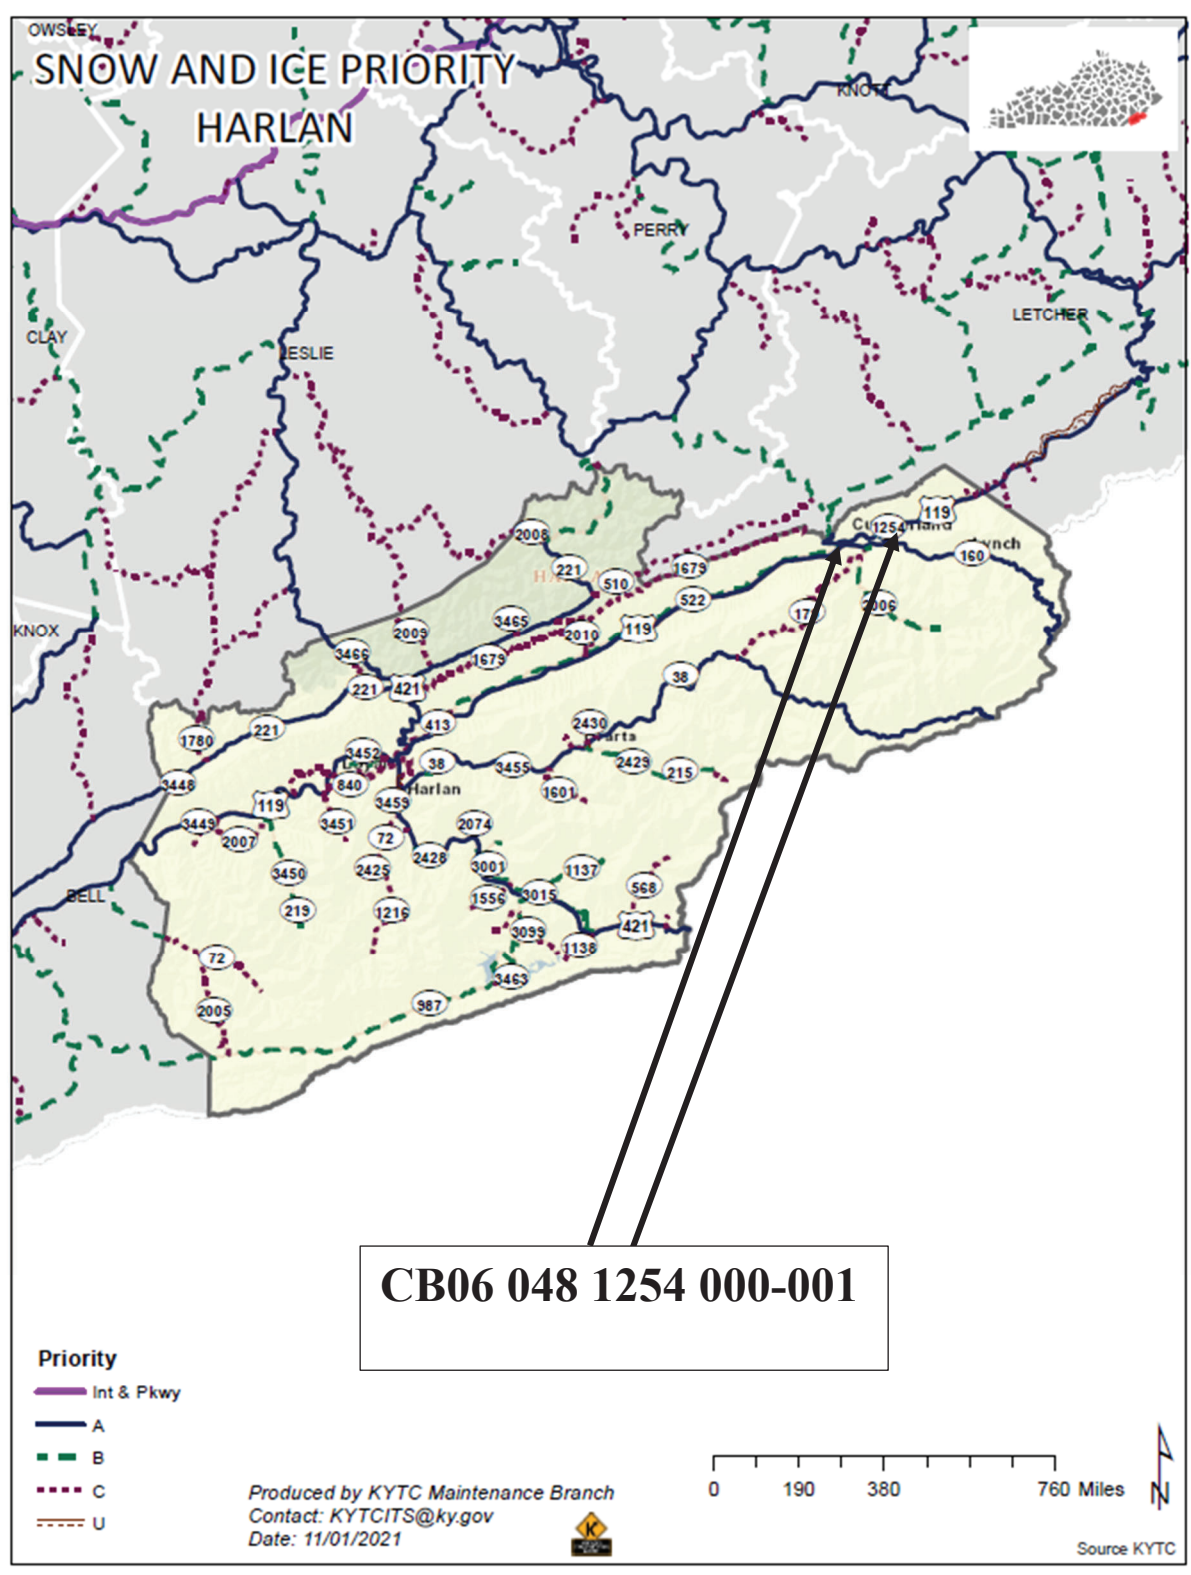 OWSLEY
SNOW AND ICE PRIORITY
HARLAN
KNOTT
PERRY
LETCHER
CLAY
LESLIE
KNOX
BELL
119
1254
160
2008
221
510
1679
522
2006
3465
2009
2010
119
3466
1679
38
221
421
413
2430
221
1780
3452
38
3455
2429
215
3448
840
1601
119
3459
Harlan
3449
3451
2007
72
2074
2428
3450
2425
3001
1137
568
219
1216
1556
3015
421
3099
1138
72
3463
987
2005
CB06 048 1254 000-001
Priority
Int & Pkwy
A
B
C
U
0 190 380 760 Miles
N
Produced by KYTC Maintenance Branch
Contact: KYTCITS@ky.gov
Date: 11/01/2021
Source KYTC